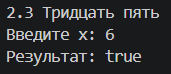 2.3 Тридцать пять
Введите x: 6
Результат: true